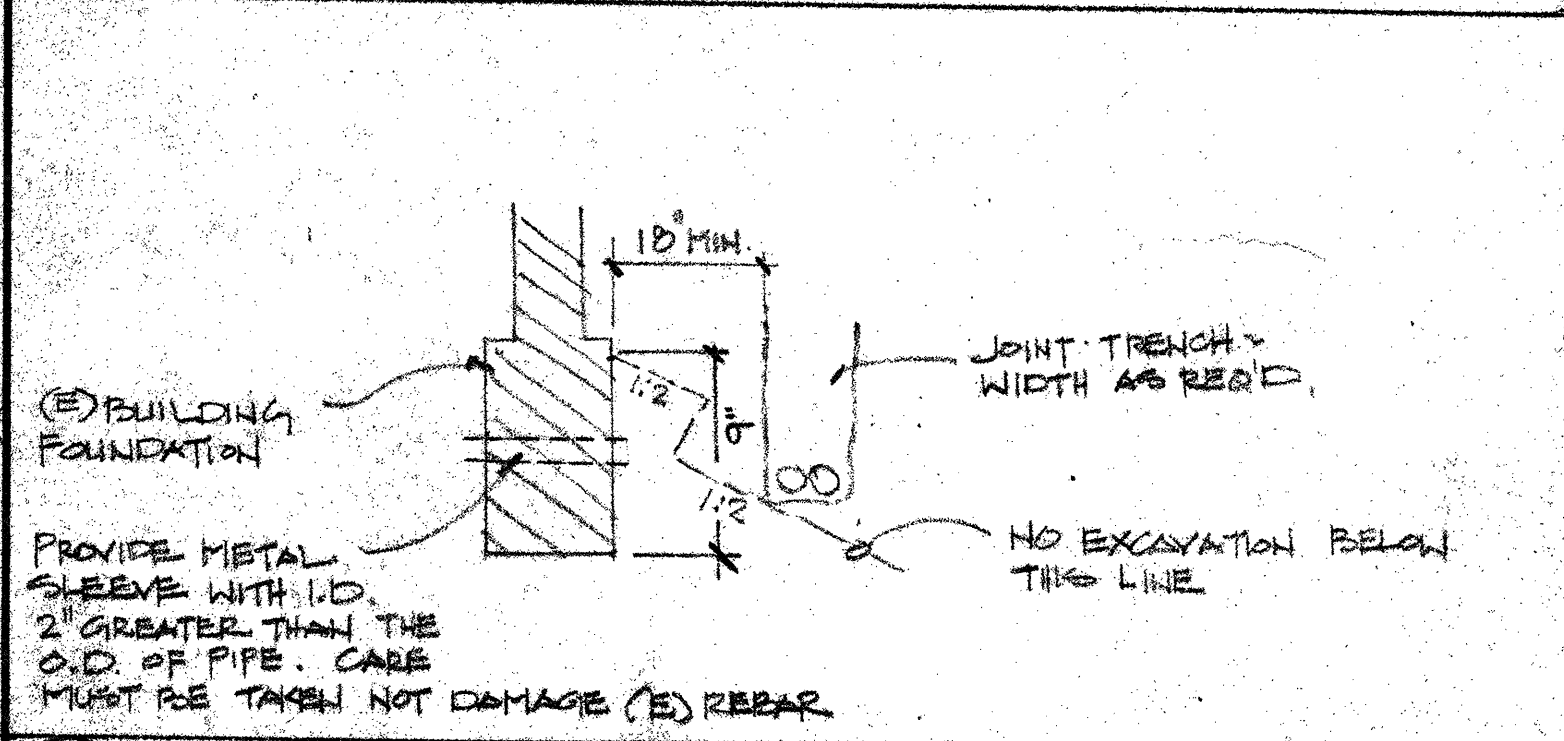 18" MIN.
1:2
9"
1:2
JOINT TRENCH -
WIDTH AS REQ'D.
(E) BUILDING
FOUNDATION
NO EXCAVATION BELOW
THIS LINE
PROVIDE METAL
SLEEVE WITH I.D.
2" GREATER THAN THE
O.D. OF PIPE. CARE
MUST BE TAKEN NOT DAMAGE (E) REBAR